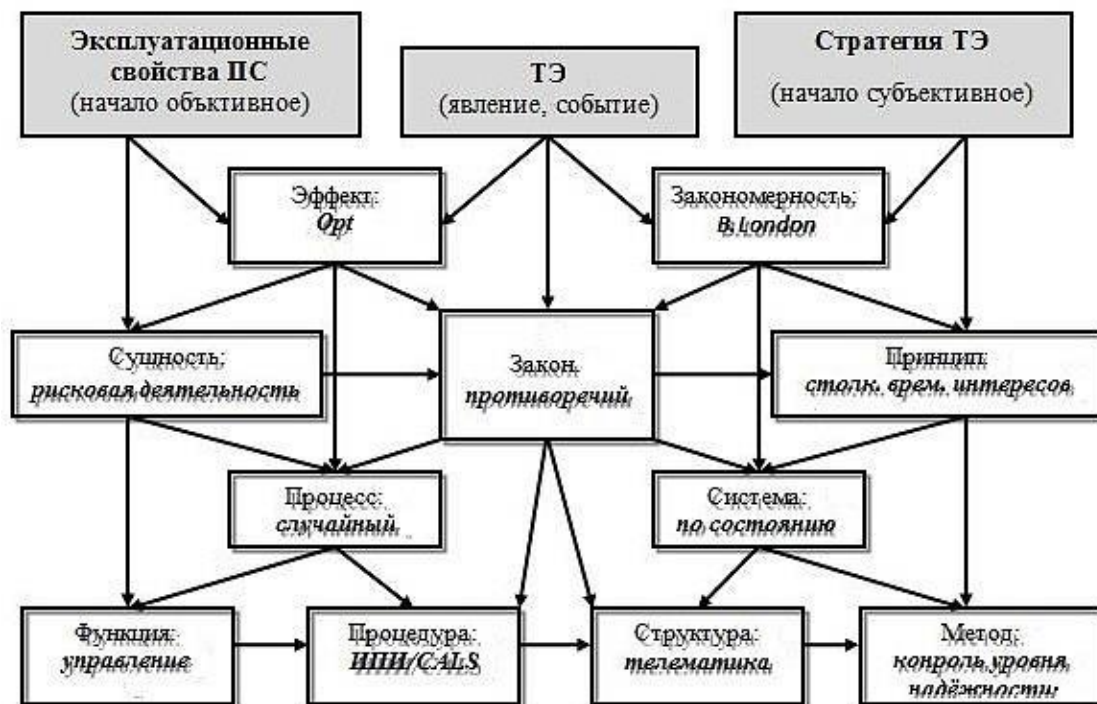 Эксплуатационные
свойства ПС
(начало объктивное)
ТЭ
(явление, событие)
Стратегия ТЭ
(начало субъективное)
Эффект:
Opt
Закономерность:
B.London
Сущность:
рисковая деятельность
Закон.
противоречий
Принцип:
столк. врем. интересов
Процесс:
случайный
Система:
по состоянию
Функция:
управление
Процедура:
ИПИ/CALS
Структура:
телематика
Метод:
конроль уровня
надёжности: